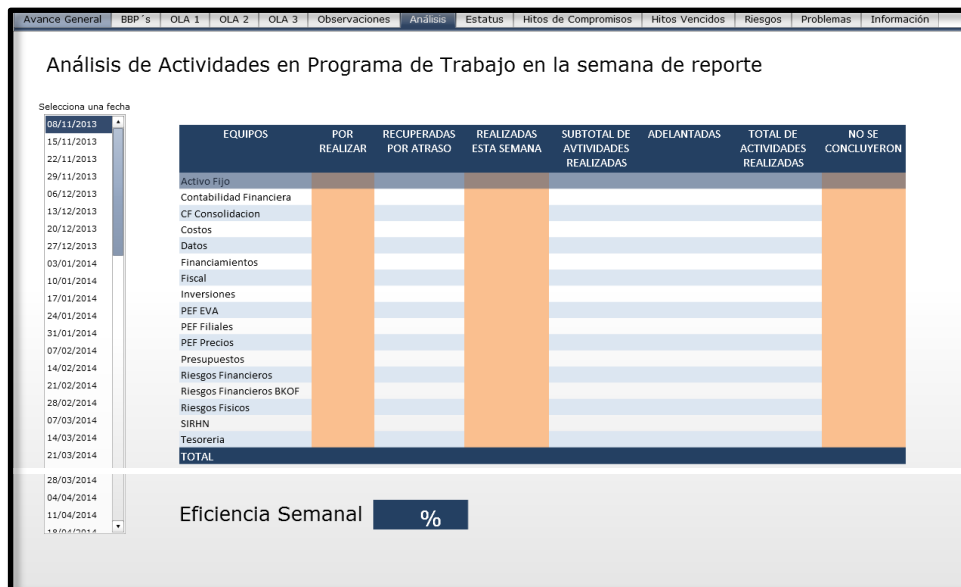 Avance General BBP´s OLA 1 OLA 2 OLA 3 Observaciones Análisis Estatus Hitos de Compromisos Hitos Vencidos Riesgos Problemas Información
Análisis de Actividades en Programa de Trabajo en la semana de reporte
Selecciona una fecha
08/11/2013
15/11/2013
22/11/2013
29/11/2013
06/12/2013
13/12/2013
20/12/2013
27/12/2013
03/01/2014
10/01/2014
17/01/2014
24/01/2014
31/01/2014
07/02/2014
14/02/2014
21/02/2014
28/02/2014
07/03/2014
14/03/2014
21/03/2014
28/03/2014
04/04/2014
11/04/2014
18/04/2014
EQUIPOS POR RECUPERADAS REALIZADAS SUBTOTAL DE ADELANTADAS TOTAL DE NO SE
REALIZAR POR ATRASO ESTA SEMANA AVTIVIDADES ACTIVIDADES CONCLUYERON
REALIZADAS REALIZADAS
Activo Fijo
Contabilidad Financiera
CF Consolidacion
Costos
Datos
Financiamientos
Fiscal
Inversiones
PEF EVA
PEF Filiales
PEF Precios
Presupuestos
Riesgos Financieros
Riesgos Financieros BKOF
Riesgos Fisicos
SIRHN
Tesoreria
TOTAL
Eficiencia Semanal %